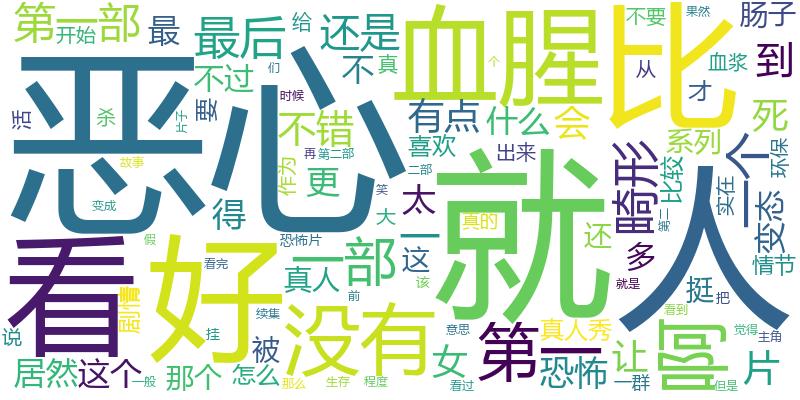 第一部
开始
最
最后
给
还是
血腥
比
不要
果然
肠子
恶心
不过
不
真
们
个
从
血浆
到
活
杀
片子
要
时候
不错
有点
什么
会
才
死
系列
环保
故事
再
第二部
作为
喜欢
出来
畸形
比较
一个
变成
得
更
二部
笑
大
太
就
真的
还
第二
实在
变态
人
看
好
假
恐怖片
一部
一
这
该
多
就是
情节
剧情
看完
真人
前
挺
把
说
挂
续集
没有
被
意思
第一
真人秀
让
看到
啊
觉得
主角
居然
这个
一般
那个
怎么
那么
生存
程度
女
看过
恐怖
一群
但是
片